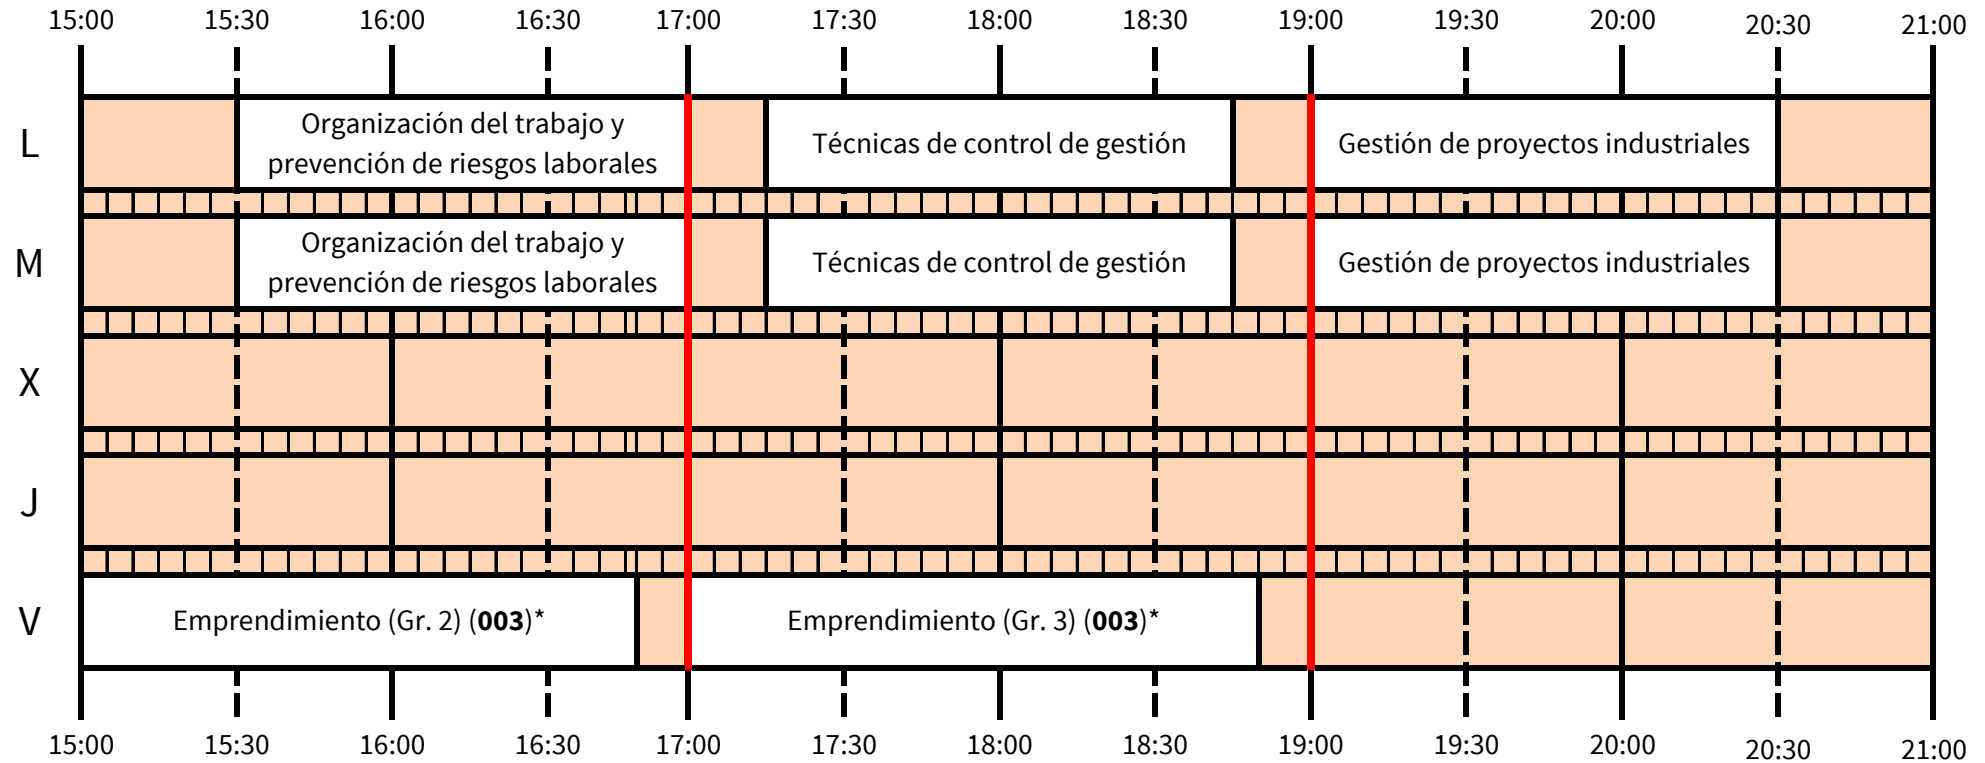 15:00 15:30 16:00 16:30 17:00 17:30 18:00 18:30 19:00 19:30 20:00 20:30 21:00
L
Organización del trabajo y
prevención de riesgos laborales
Técnicas de control de gestión
Gestión de proyectos industriales
M
Organización del trabajo y
prevención de riesgos laborales
Técnicas de control de gestión
Gestión de proyectos industriales
X
J
V
Emprendimiento (Gr. 2) (003)*
Emprendimiento (Gr. 3) (003)*
15:00 15:30 16:00 16:30 17:00 17:30 18:00 18:30 19:00 19:30 20:00 20:30 21:00